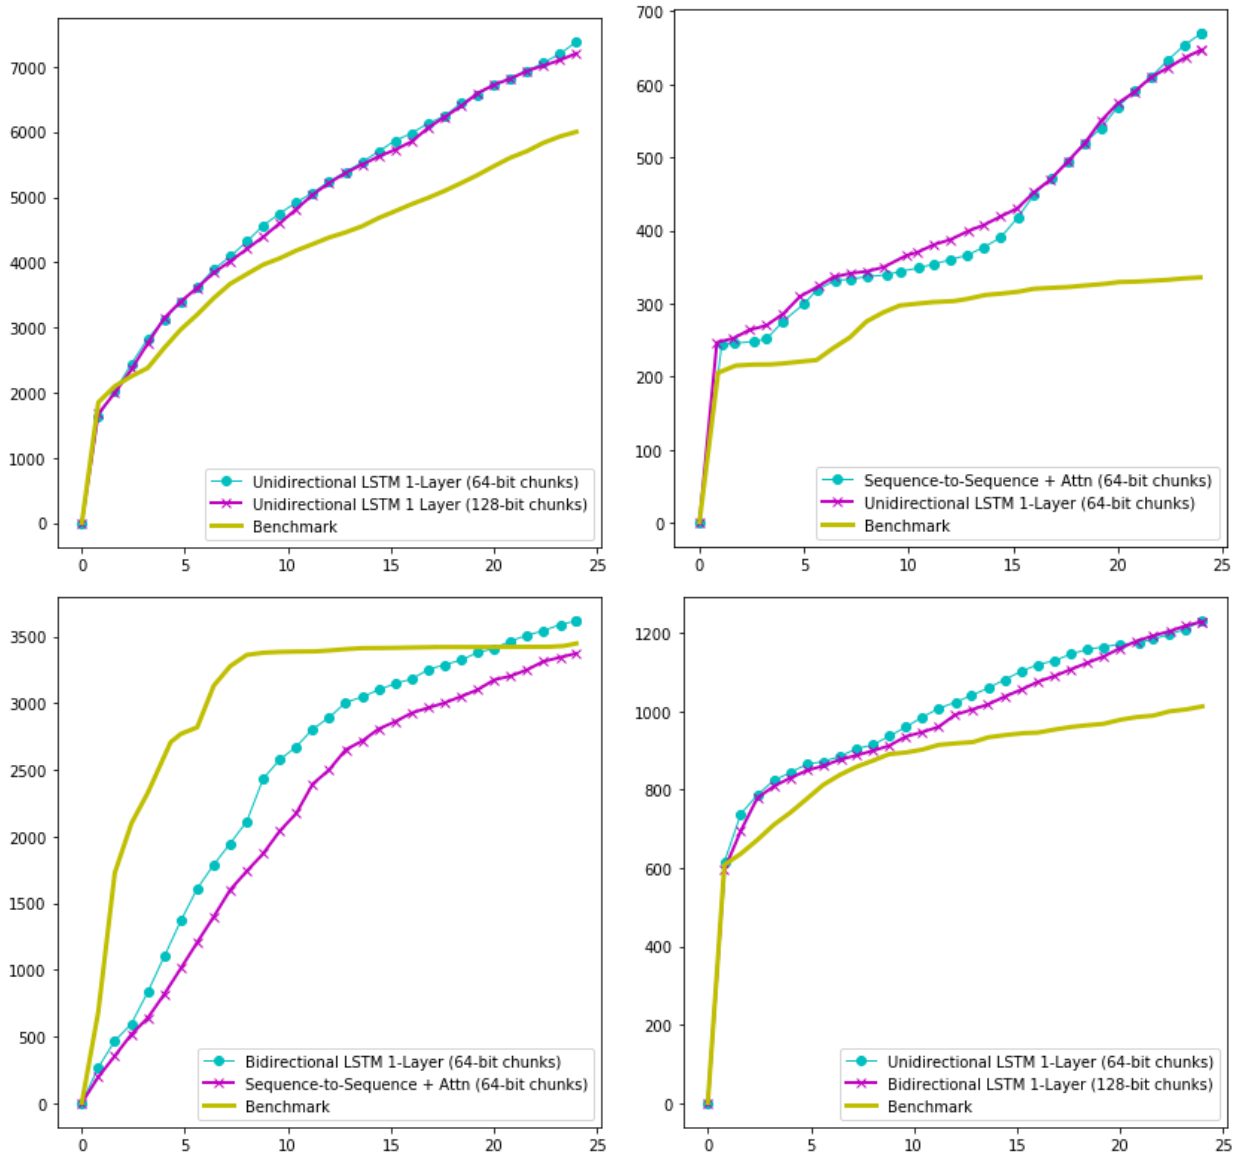 7000
6000
5000
4000
3000
2000
1000
0
0 5 10 15 20 25
Unidirectional LSTM 1-Layer (64-bit chunks)
Unidirectional LSTM 1 Layer (128-bit chunks)
Benchmark
700
600
500
400
300
200
100
0
0 5 10 15 20 25
Sequence-to-Sequence + Attn (64-bit chunks)
Unidirectional LSTM 1-Layer (64-bit chunks)
Benchmark
3500
3000
2500
2000
1500
1000
500
0
0 5 10 15 20 25
Bidirectional LSTM 1-Layer (64-bit chunks)
Sequence-to-Sequence + Attn (64-bit chunks)
Benchmark
1200
1000
800
600
400
200
0
0 5 10 15 20 25
Unidirectional LSTM 1-Layer (64-bit chunks)
Bidirectional LSTM 1-Layer (128-bit chunks)
Benchmark